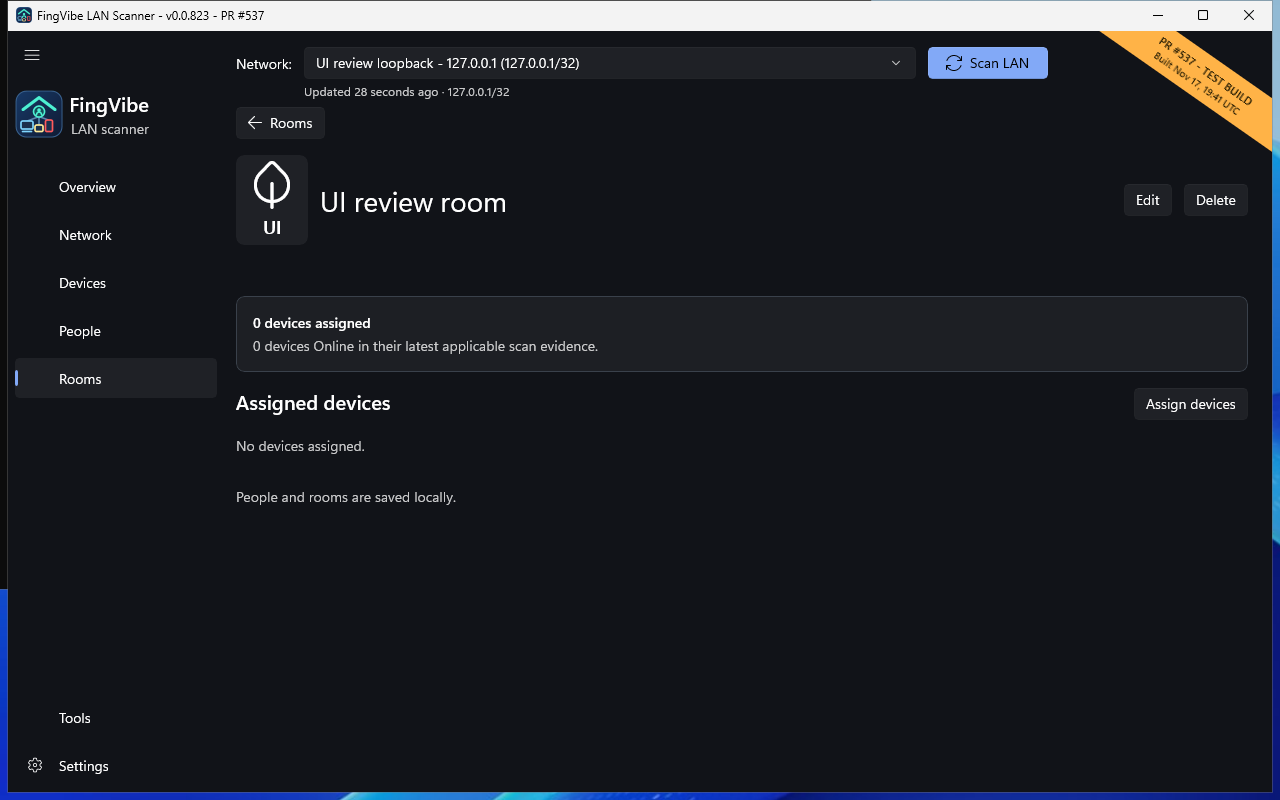 FingVibe LAN Scanner - v0.0.823 - PR #537
Network:
UI review loopback - 127.0.0.1 (127.0.0.1/32)
Scan LAN
Updated 28 seconds ago · 127.0.0.1/32
PR #537 - TEST BUILD
Built Nov 17, 19:41 UTC
FingVibe
LAN scanner
Overview
Network
Devices
People
Rooms
Tools
Settings
Rooms
UI
UI review room
Edit
Delete
0 devices assigned
0 devices Online in their latest applicable scan evidence.
Assigned devices
Assign devices
No devices assigned.
People and rooms are saved locally.